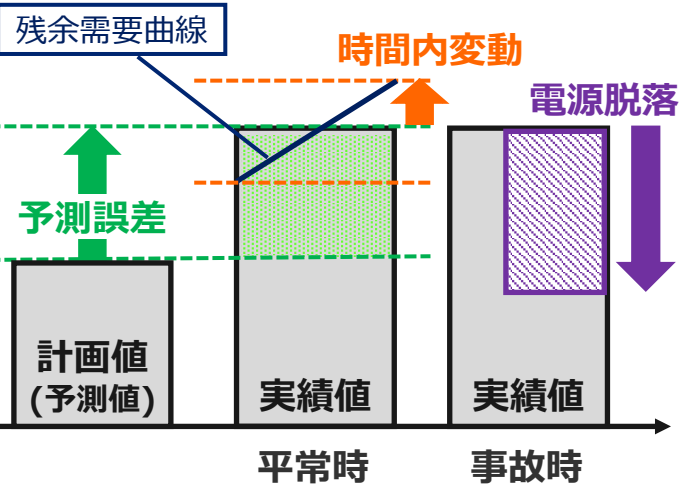 残余需要曲線
時間内変動
電源脱落
予測誤差
計画値
(予測値)
実績値
実績値
平常時
事故時